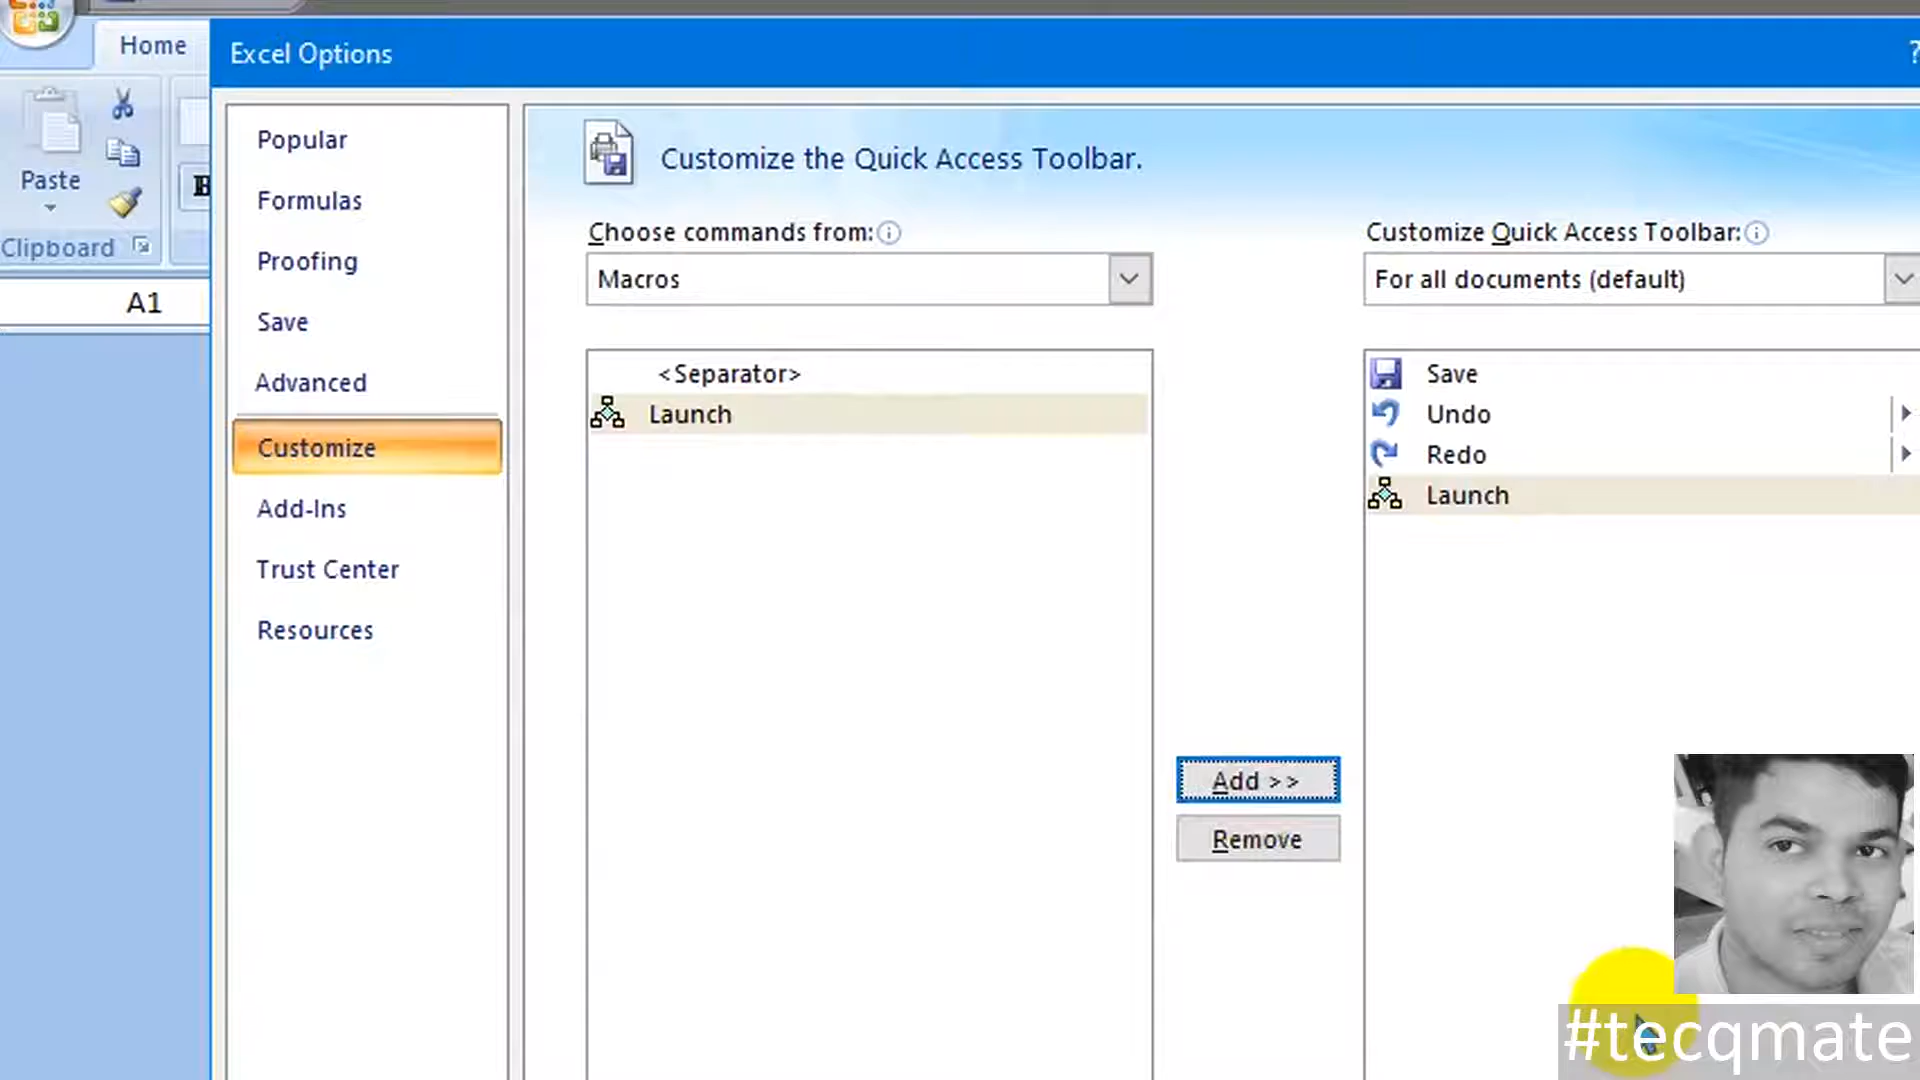 Home
Excel Options
?
Popular
Formulas
Proofing
Save
Advanced
Customize
Add-Ins
Trust Center
Resources
Paste
B
Clipboard
A1
Customize the Quick Access Toolbar.
Choose commands from:
Macros
<Separator>
Launch
Add >>
Remove
Customize Quick Access Toolbar:
For all documents (default)
Save
Undo
Redo
Launch
#tecqmate